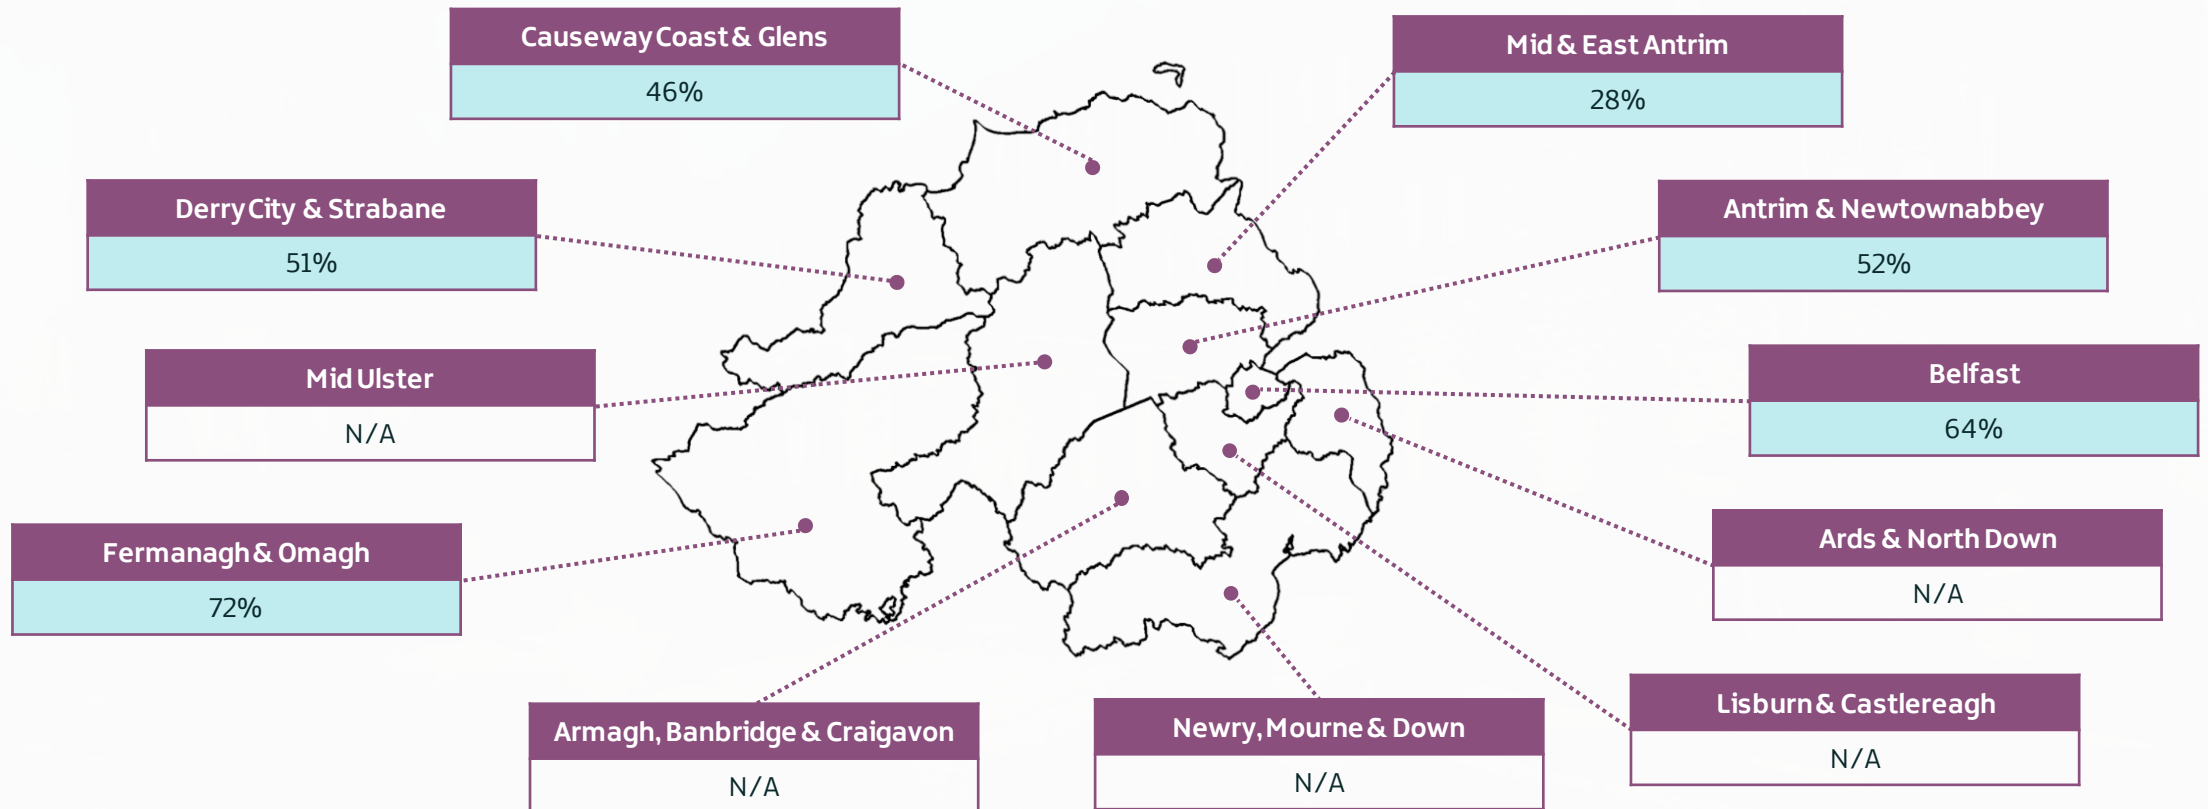 Causeway Coast & Glens
46%
Mid & East Antrim
28%
Derry City & Strabane
51%
Antrim & Newtownabbey
52%
Mid Ulster
N/A
Belfast
64%
Fermanagh & Omagh
72%
Ards & North Down
N/A
Armagh, Banbridge & Craigavon
N/A
Newry, Mourne & Down
N/A
Lisburn & Castlereagh
N/A